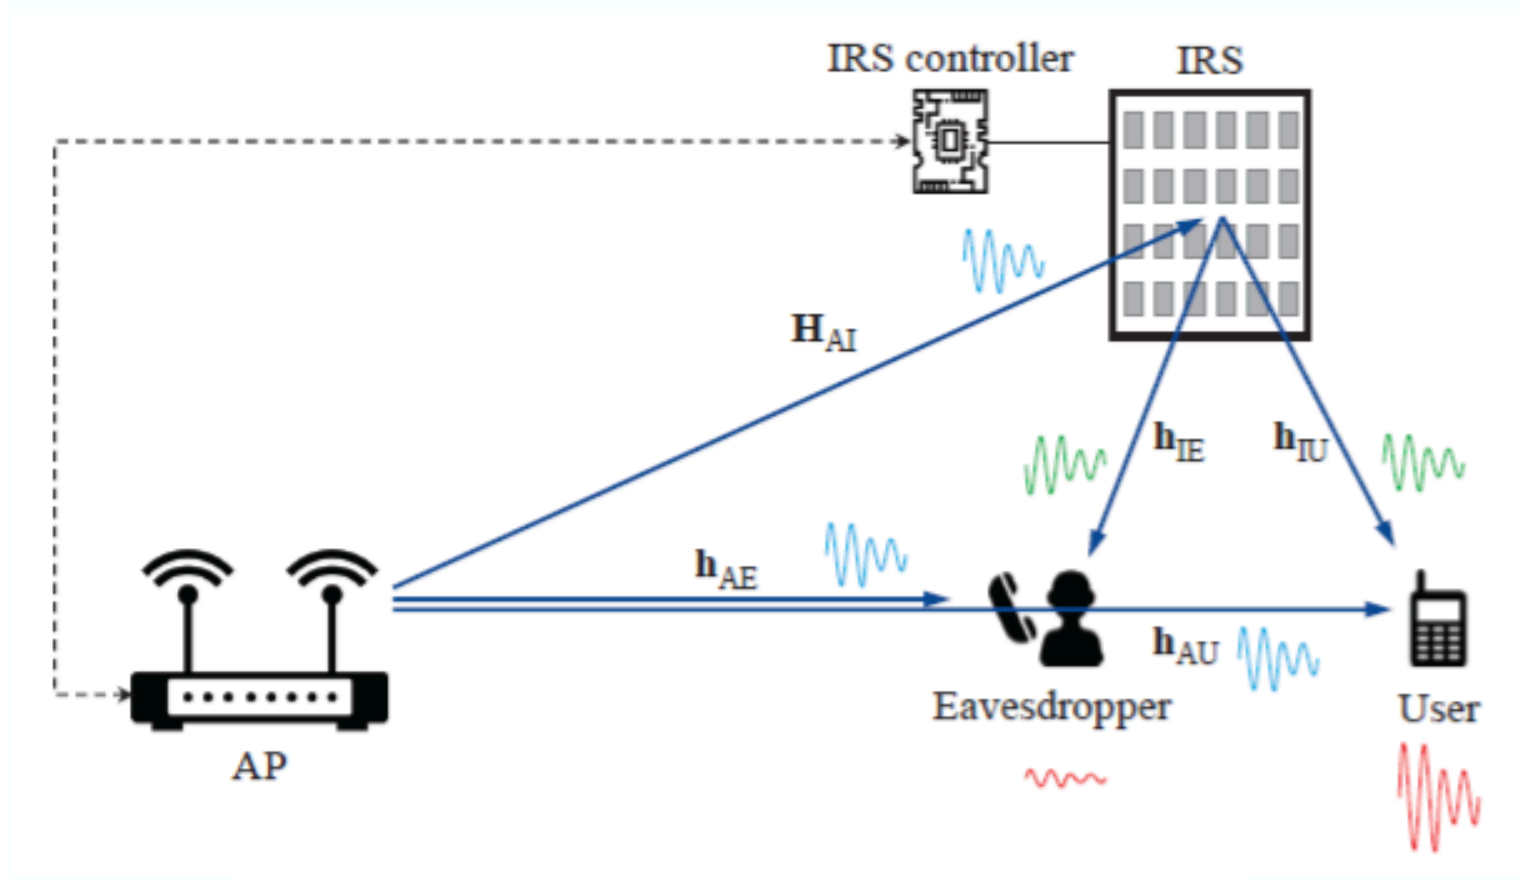 IRS controller
IRS
H_AI
h_IE
h_IU
h_AE
h_AU
Eavesdropper
User
AP